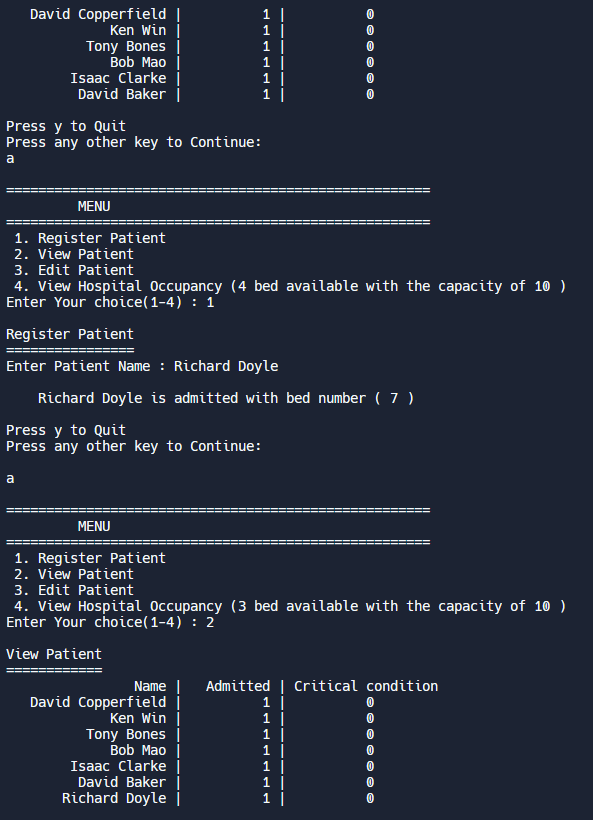 David Copperfield |          1 |          0
Ken Win |          1 |          0
Tony Bones |          1 |          0
Bob Mao |          1 |          0
Isaac Clarke |          1 |          0
David Baker |          1 |          0
Press y to Quit
Press any other key to Continue:
a
=====================================================
MENU
=====================================================
1. Register Patient
2. View Patient
3. Edit Patient
4. View Hospital Occupancy (4 bed available with the capacity of 10 )
Enter Your choice(1-4) : 1
Register Patient
================
Enter Patient Name : Richard Doyle
Richard Doyle is admitted with bed number ( 7 )
Press y to Quit
Press any other key to Continue:
a
=====================================================
MENU
=====================================================
1. Register Patient
2. View Patient
3. Edit Patient
4. View Hospital Occupancy (3 bed available with the capacity of 10 )
Enter Your choice(1-4) : 2
View Patient
============
Name |   Admitted | Critical condition
David Copperfield |          1 |          0
Ken Win |          1 |          0
Tony Bones |          1 |          0
Bob Mao |          1 |          0
Isaac Clarke |          1 |          0
David Baker |          1 |          0
Richard Doyle |          1 |          0